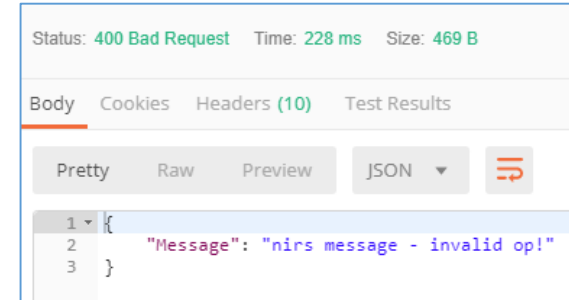 Status: 400 Bad Request Time: 228 ms Size: 469 B
Body Cookies Headers (10) Test Results
Pretty Raw Preview JSON
1 {
2 "Message": "nirs message - invalid op!"
3 }